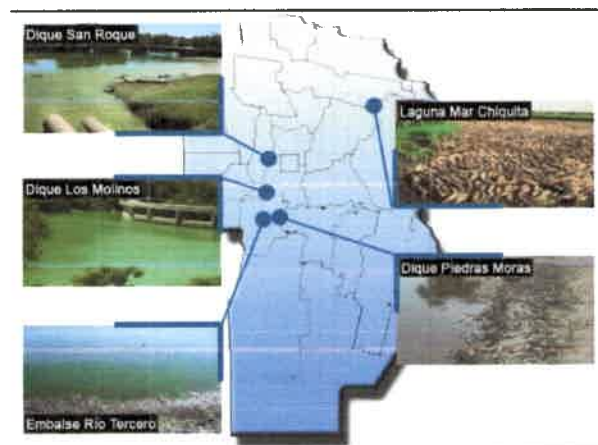 Dique San Roque
Laguna Mar Chiquita
Dique Los Molinos
Dique Piedras Moras
Embalse Río Tercero